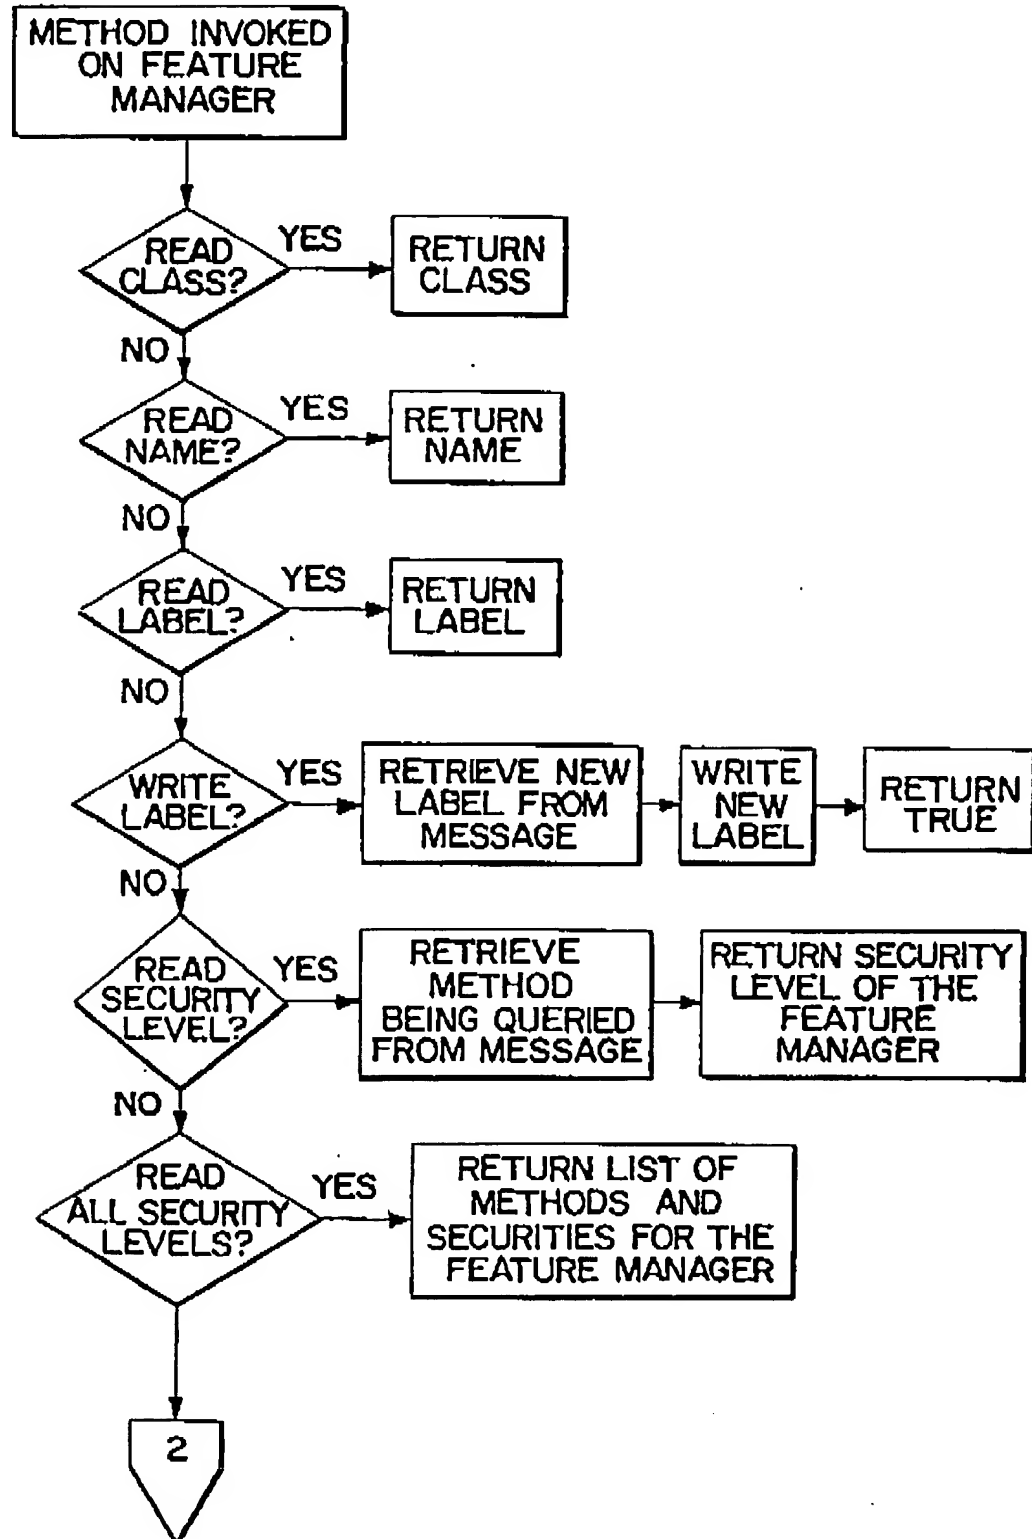 METHOD INVOKED
ON FEATURE
MANAGER
READ
CLASS?
YES
RETURN
CLASS
NO
READ
NAME?
YES
RETURN
NAME
NO
READ
LABEL?
YES
RETURN
LABEL
NO
WRITE
LABEL?
YES
RETRIEVE NEW
LABEL FROM
MESSAGE
WRITE
NEW
LABEL
RETURN
TRUE
NO
READ
SECURITY
LEVEL?
YES
RETRIEVE
METHOD
BEING QUERIED
FROM MESSAGE
RETURN SECURITY
LEVEL OF THE
FEATURE
MANAGER
NO
READ
ALL SECURITY
LEVELS?
YES
RETURN LIST OF
METHODS AND
SECURITIES FOR THE
FEATURE MANAGER
2